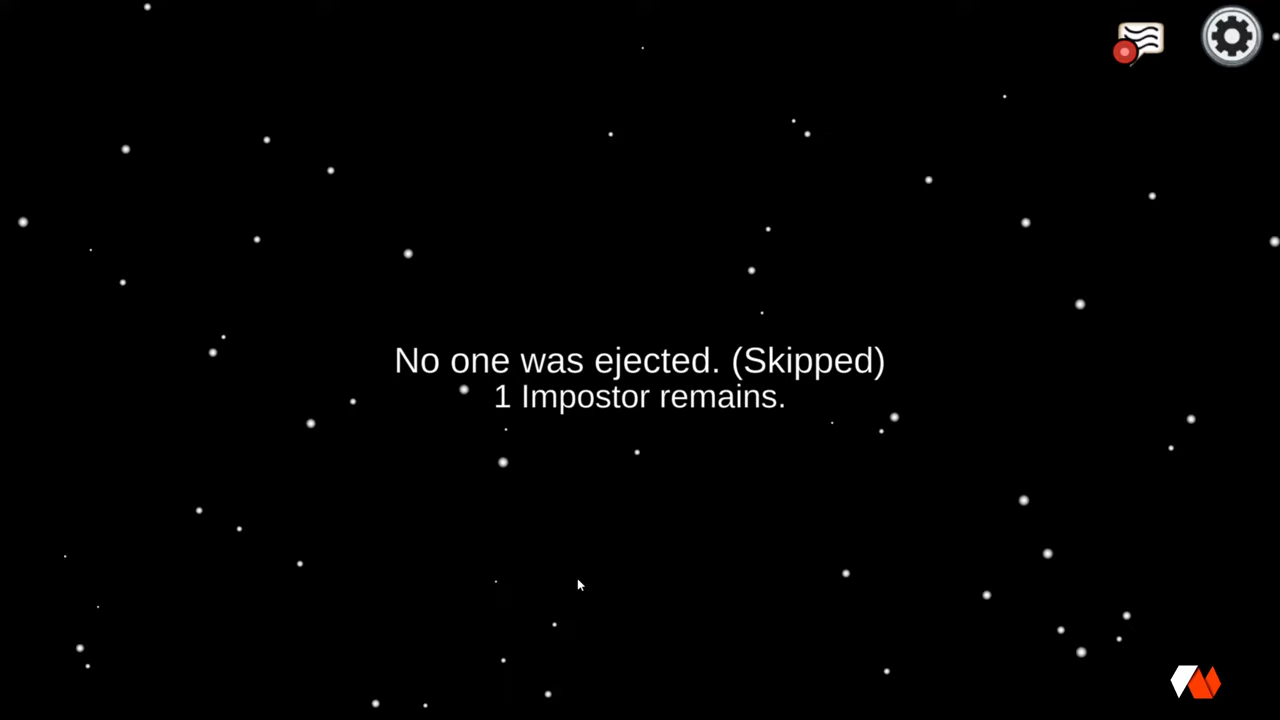 No one was ejected. (Skipped)
1 Impostor remains.